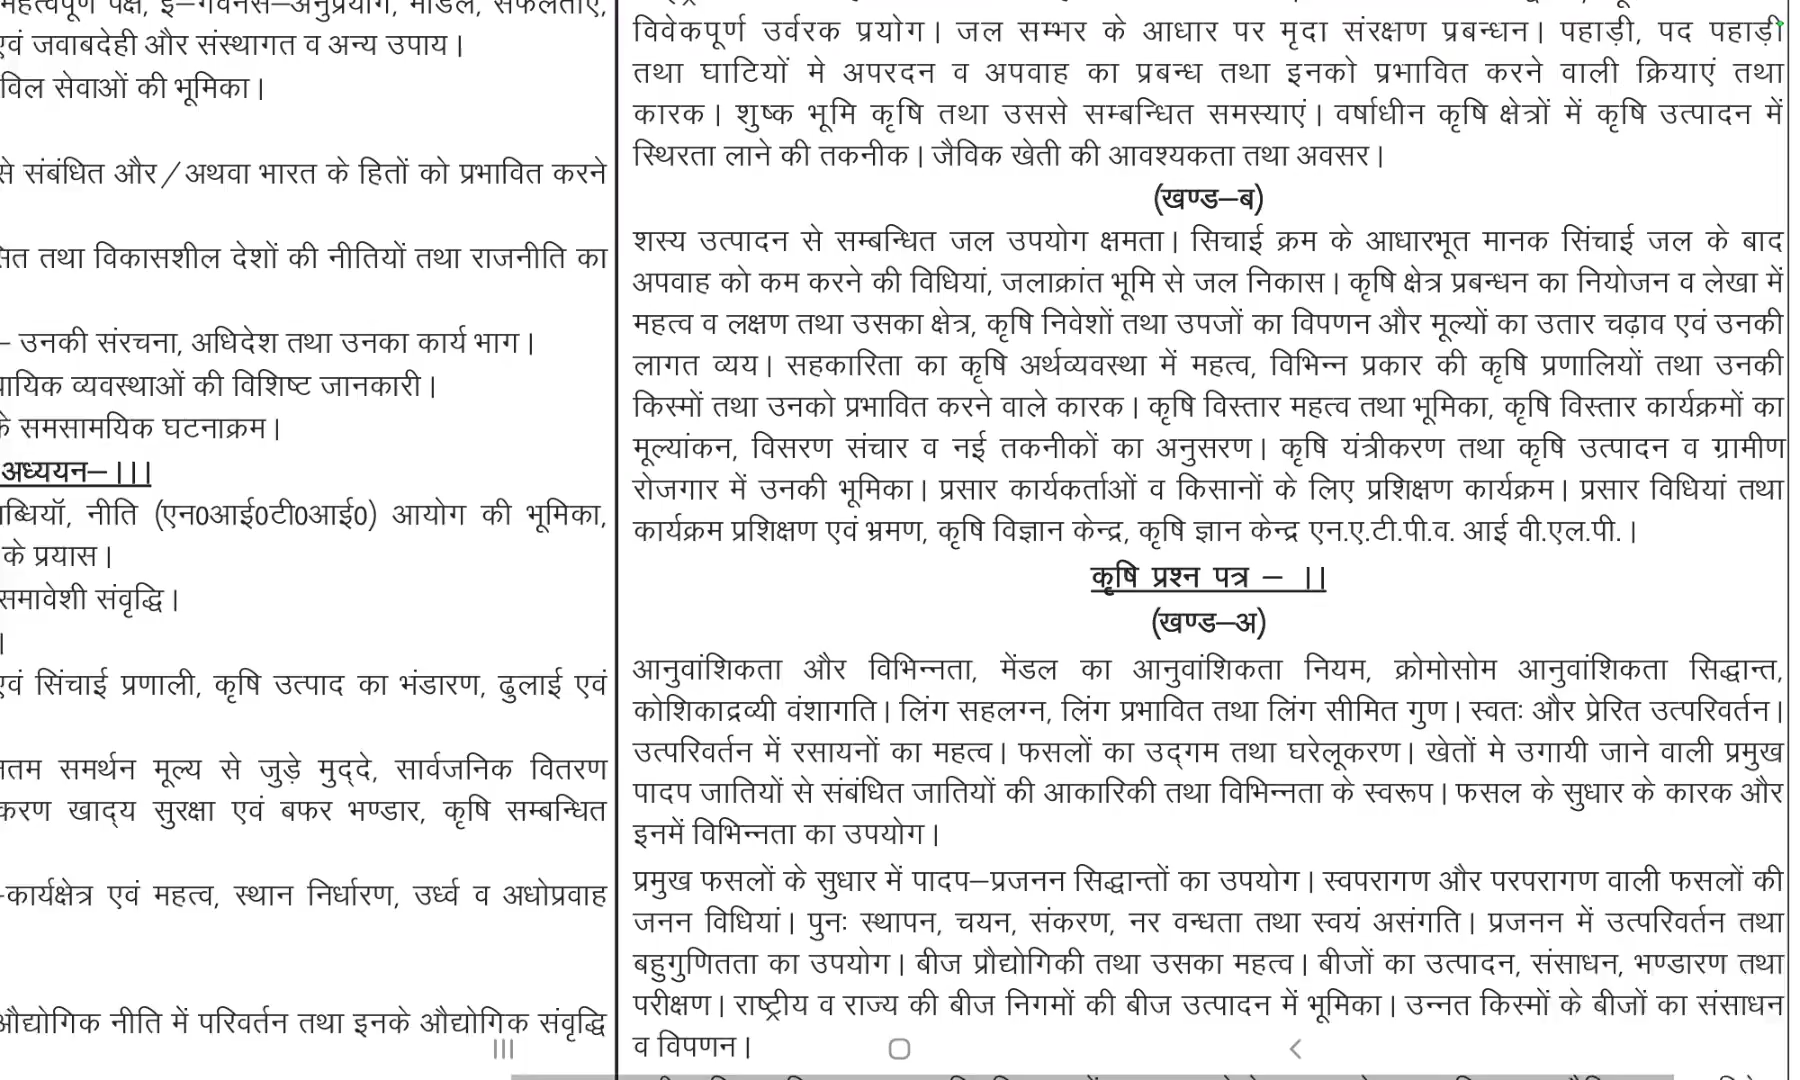 महत्वपूर्ण पक्ष, ई–गवर्नेंस–अनुप्रयोग, मॉडल, सफलताएं,
एवं जवाबदेही और संस्थागत व अन्य उपाय।
सेवाओं की भूमिका।
से संबंधित और/अथवा भारत के हितों को प्रभावित करने
तथा विकासशील देशों की नीतियों तथा राजनीति का
– उनकी संरचना, अधिदेश तथा उनका कार्य भाग।
व्यवस्थाओं की विशिष्ट जानकारी।
के समसामयिक घटनाक्रम।
अध्ययन–III
नीति (एन0आई0टी0आई0) आयोग की भूमिका,
के प्रयास।
समावेशी संवृद्धि।
।
एवं सिंचाई प्रणाली, कृषि उत्पाद का भंडारण, ढुलाई एवं
समर्थन मूल्य से जुड़े मुद्दे, सार्वजनिक वितरण
खाद्य सुरक्षा एवं बफर भण्डार, कृषि सम्बन्धित
-कार्यक्षेत्र एवं महत्व, स्थान निर्धारण, उर्ध्व व अधोप्रवाह
औद्योगिक नीति में परिवर्तन तथा इनके औद्योगिक संवृद्धि
विवेकपूर्ण उर्वरक प्रयोग। जल सम्भर के आधार पर मृदा संरक्षण प्रबन्धन। पहाड़ी, पद पहाड़ी
तथा घाटियों मे अपरदन व अपवाह का प्रबन्ध तथा इनको प्रभावित करने वाली क्रियाएं तथा
कारक। शुष्क भूमि कृषि तथा उससे सम्बन्धित समस्याएं। वर्षाधीन कृषि क्षेत्रों में कृषि उत्पादन में
स्थिरता लाने की तकनीक। जैविक खेती की आवश्यकता तथा अवसर।
(खण्ड–ब)
शस्य उत्पादन से सम्बन्धित जल उपयोग क्षमता। सिचाई क्रम के आधारभूत मानक सिंचाई जल के बाद
अपवाह को कम करने की विधियां, जलाक्रांत भूमि से जल निकास। कृषि क्षेत्र प्रबन्धन का नियोजन व लेखा में
महत्व व लक्षण तथा उसका क्षेत्र, कृषि निवेशों तथा उपजों का विपणन और मूल्यों का उतार चढ़ाव एवं उनकी
लागत व्यय। सहकारिता का कृषि अर्थव्यवस्था में महत्व, विभिन्न प्रकार की कृषि प्रणालियों तथा उनकी
किस्मों तथा उनको प्रभावित करने वाले कारक। कृषि विस्तार महत्व तथा भूमिका, कृषि विस्तार कार्यक्रमों का
मूल्यांकन, विसरण संचार व नई तकनीकों का अनुसरण। कृषि यंत्रीकरण तथा कृषि उत्पादन व ग्रामीण
रोजगार में उनकी भूमिका। प्रसार कार्यकर्ताओं व किसानों के लिए प्रशिक्षण कार्यक्रम। प्रसार विधियां तथा
कार्यक्रम प्रशिक्षण एवं भ्रमण, कृषि विज्ञान केन्द्र, कृषि ज्ञान केन्द्र एन.ए.टी.पी.व. आई वी.एल.पी.।
कृषि प्रश्न पत्र – II
(खण्ड–अ)
आनुवांशिकता और विभिन्नता, मेंडल का आनुवांशिकता नियम, क्रोमोसोम आनुवांशिकता सिद्धान्त,
कोशिकाद्रव्यी वंशागति। लिंग सहलग्न, लिंग प्रभावित तथा लिंग सीमित गुण। स्वतः और प्रेरित उत्परिवर्तन।
उत्परिवर्तन में रसायनों का महत्व। फसलों का उद्गम तथा घरेलूकरण। खेतों मे उगायी जाने वाली प्रमुख
पादप जातियों से संबंधित जातियों की आकारिकी तथा विभिन्नता के स्वरूप। फसल के सुधार के कारक और
इनमें विभिन्नता का उपयोग।
प्रमुख फसलों के सुधार में पादप–प्रजनन सिद्धान्तों का उपयोग। स्वपरागण और परपरागण वाली फसलों की
जनन विधियां। पुनः स्थापन, चयन, संकरण, नर वन्धता तथा स्वयं असंगति। प्रजनन में उत्परिवर्तन तथा
बहुगुणितता का उपयोग। बीज प्रौद्योगिकी तथा उसका महत्व। बीजों का उत्पादन, संसाधन, भण्डारण तथा
परीक्षण। राष्ट्रीय व राज्य की बीज निगमों की बीज उत्पादन में भूमिका। उन्नत किस्मों के बीजों का संसाधन
व विपणन।